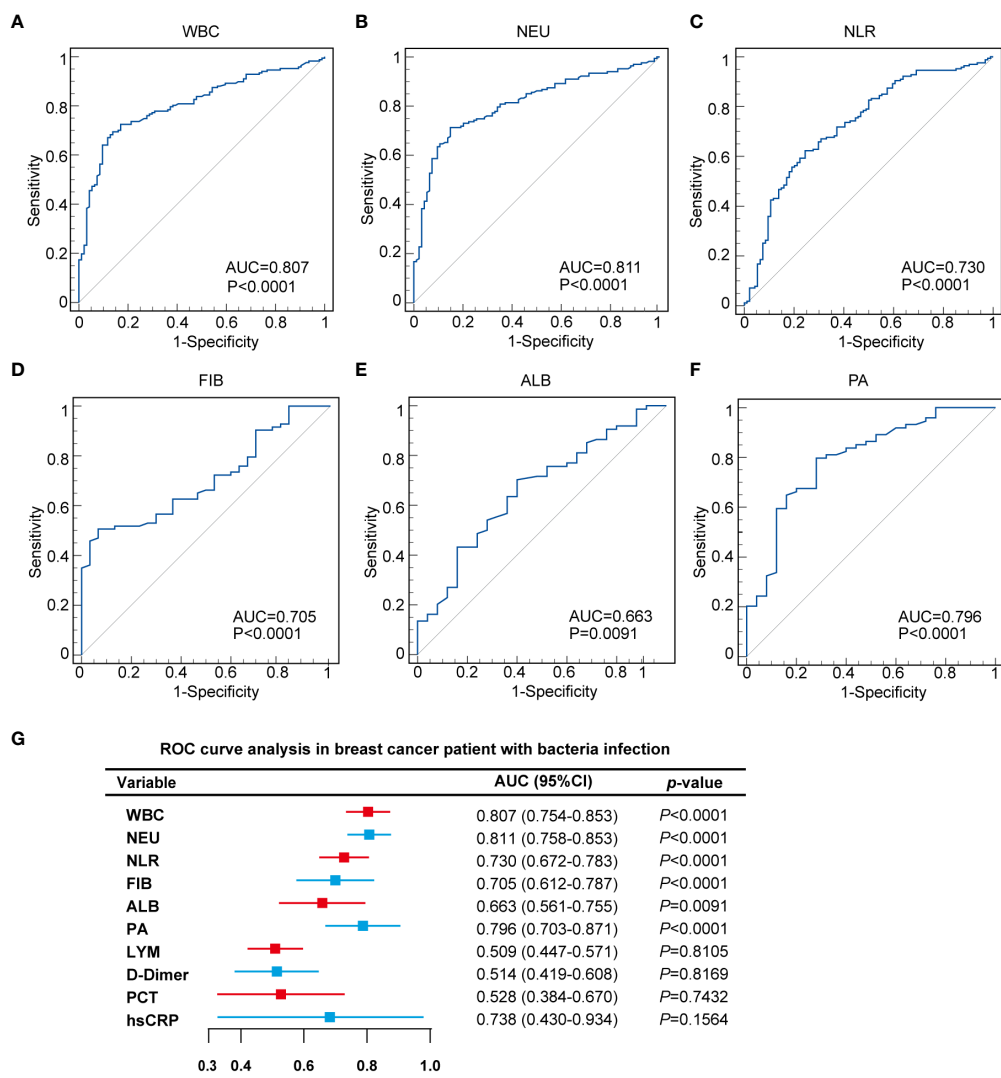 A
WBC
1
0.8
0.6
0.4
0.2
0
Sensitivity
AUC=0.807
P<0.0001
0 0.2 0.4 0.6 0.8 1
1-Specificity
B
NEU
1
0.8
0.6
0.4
0.2
0
Sensitivity
AUC=0.811
P<0.0001
0 0.2 0.4 0.6 0.8 1
1-Specificity
C
NLR
1
0.8
0.6
0.4
0.2
0
Sensitivity
AUC=0.730
P<0.0001
0 0.2 0.4 0.6 0.8 1
1-Specificity
D
FIB
1
0.8
0.6
0.4
0.2
0
Sensitivity
AUC=0.705
P<0.0001
0 0.2 0.4 0.6 0.8 1
1-Specificity
E
ALB
1
0.8
0.6
0.4
0.2
0
Sensitivity
AUC=0.663
P=0.0091
0 0.2 0.4 0.6 0.8 1
1-Specificity
F
PA
1
0.8
0.6
0.4
0.2
0
Sensitivity
AUC=0.796
P<0.0001
0 0.2 0.4 0.6 0.8 1
1-Specificity
G
ROC curve analysis in breast cancer patient with bacteria infection
Variable AUC (95%CI) p-value
WBC 0.807 (0.754-0.853) P<0.0001
NEU 0.811 (0.758-0.853) P<0.0001
NLR 0.730 (0.672-0.783) P<0.0001
FIB 0.705 (0.612-0.787) P<0.0001
ALB 0.663 (0.561-0.755) P=0.0091
PA 0.796 (0.703-0.871) P<0.0001
LYM 0.509 (0.447-0.571) P=0.8105
D-Dimer 0.514 (0.419-0.608) P=0.8169
PCT 0.528 (0.384-0.670) P=0.7432
hsCRP 0.738 (0.430-0.934) P=0.1564
0.3 0.4 0.6 0.8 1.0